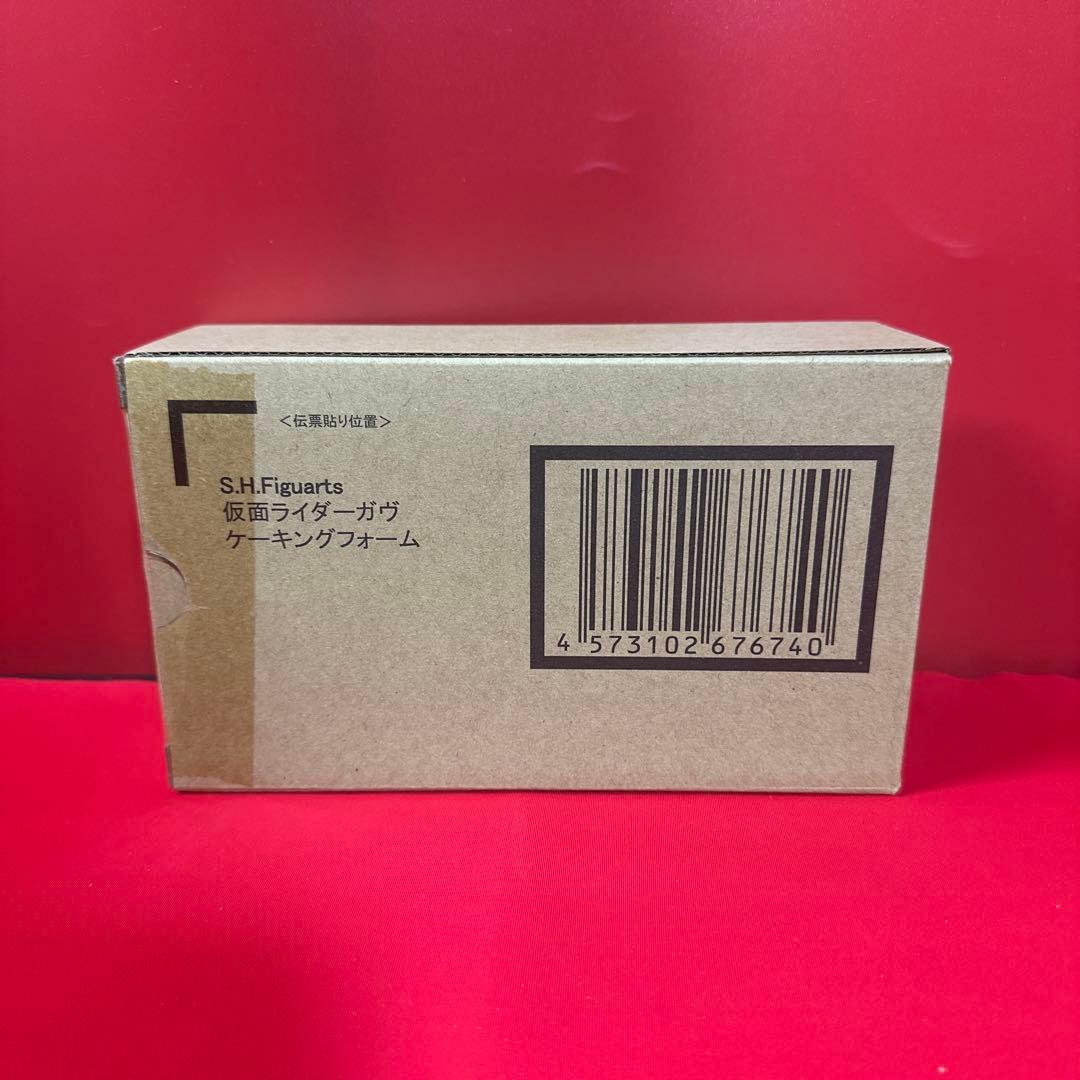 ＜伝票貼り位置＞
S.H.Figuarts
仮面ライダーガヴ
ケーキングフォーム
4 573102 676740